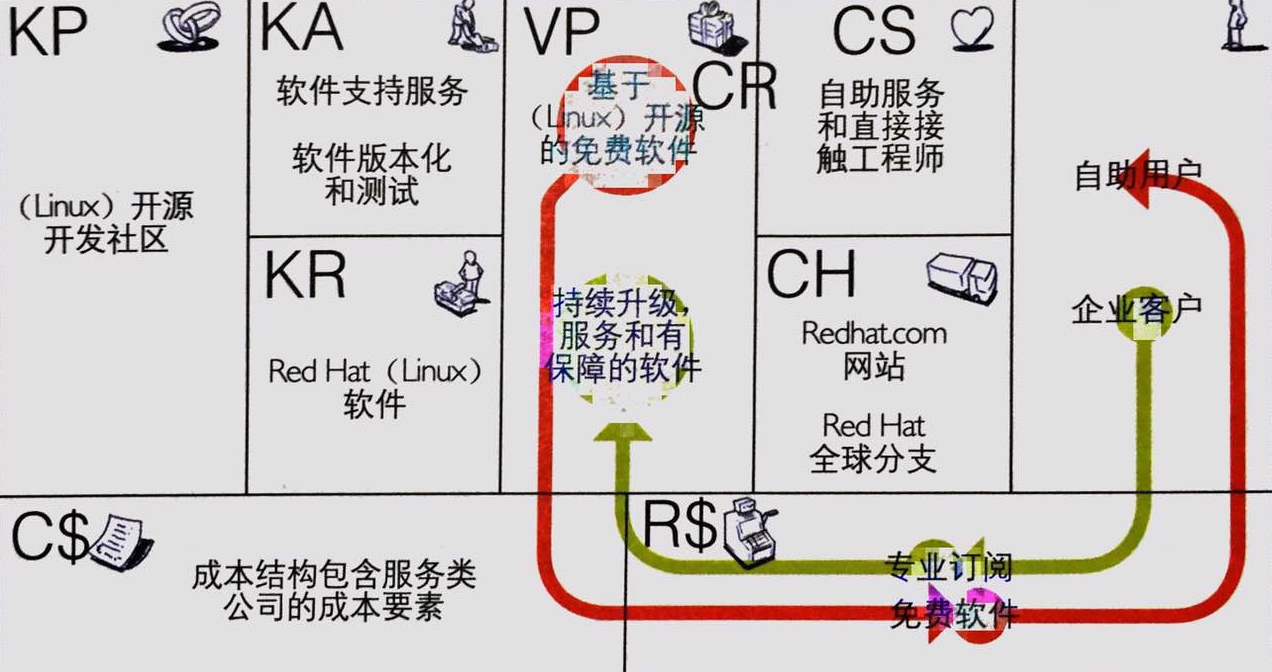 KP
（Linux）开源
开发社区
KA
软件支持服务
软件版本化
和测试
KR
Red Hat（Linux）
软件
VP
基于
（Linux）开源
的免费软件
持续升级，
服务和有
保障的软件
CR
CS
自助服务
和直接接
触工程师
CH
Redhat.com
网站
Red Hat
全球分支
自助用户
企业客户
C$
成本结构包含服务类
公司的成本要素
R$
专业订阅
免费软件